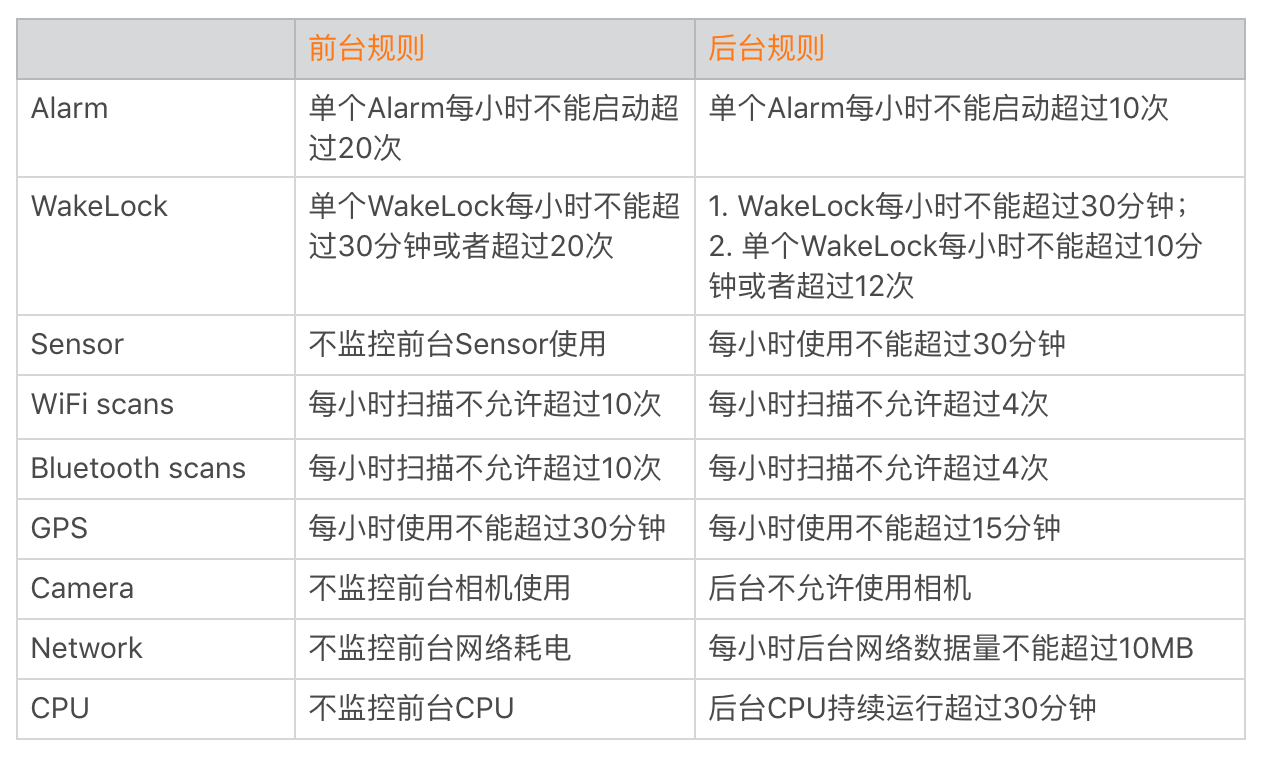 前台规则
后台规则
Alarm
单个Alarm每小时不能启动超
过20次
单个Alarm每小时不能启动超过10次
WakeLock
单个WakeLock每小时不能超
过30分钟或者超过20次
1. WakeLock每小时不能超过30分钟；
2. 单个WakeLock每小时不能超过10分
钟或者超过12次
Sensor
不监控前台Sensor使用
每小时使用不能超过30分钟
WiFi scans
每小时扫描不允许超过10次
每小时扫描不允许超过4次
Bluetooth scans
每小时扫描不允许超过10次
每小时扫描不允许超过4次
GPS
每小时使用不能超过30分钟
每小时使用不能超过15分钟
Camera
不监控前台相机使用
后台不允许使用相机
Network
不监控前台网络耗电
每小时后台网络数据量不能超过10MB
CPU
不监控前台CPU
后台CPU持续运行超过30分钟